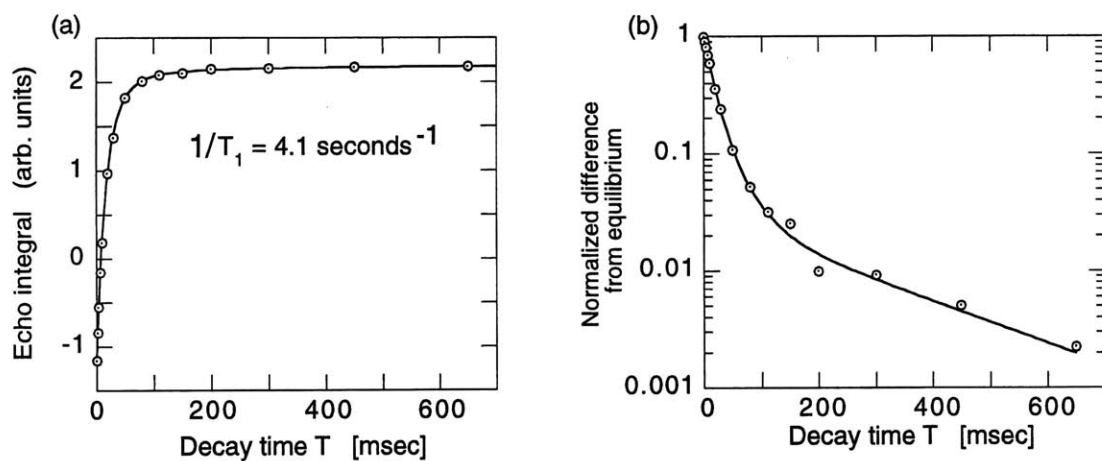 (a)
Echo integral (arb. units)
2
1
0
-1
1/T₁ = 4.1 seconds⁻¹
0 200 400 600
Decay time T [msec]
(b)
Normalized difference
from equilibrium
1
0.1
0.01
0.001
0 200 400 600
Decay time T [msec]